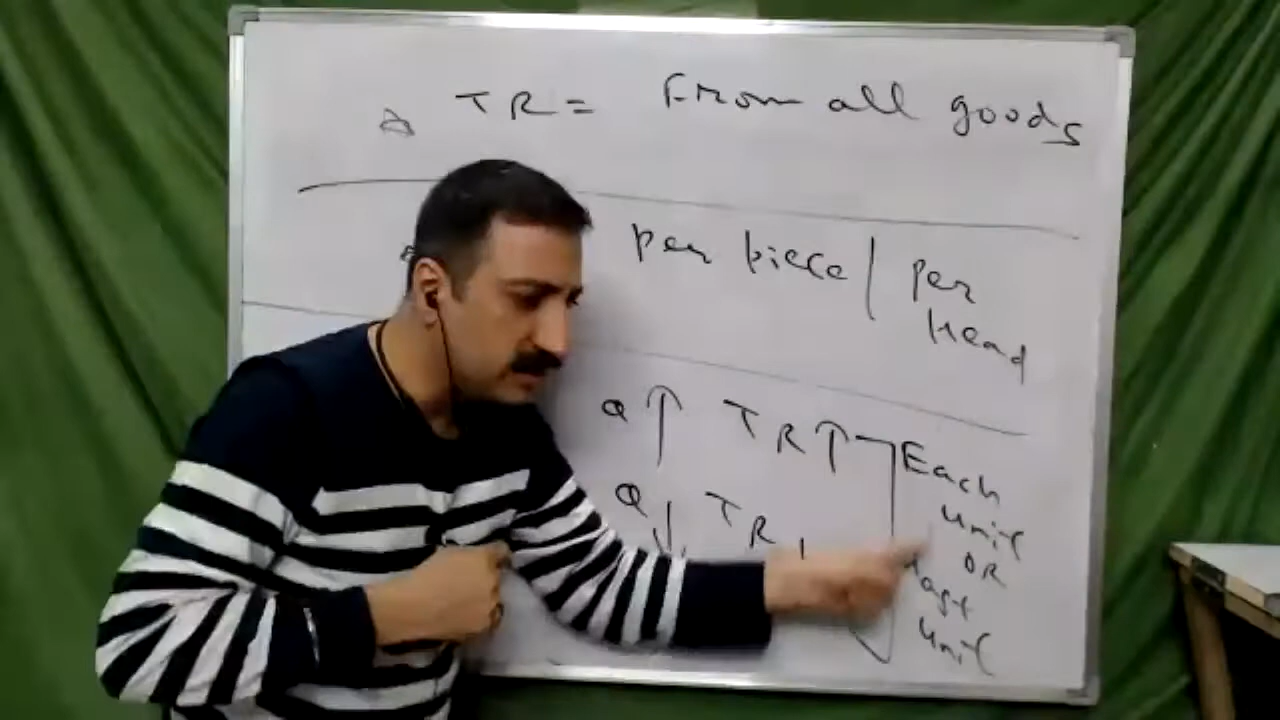 A TR = From all goods
per piece | per
Head
Q↑ TR↑ Each
unit
Q↓ TR OR
last
unit